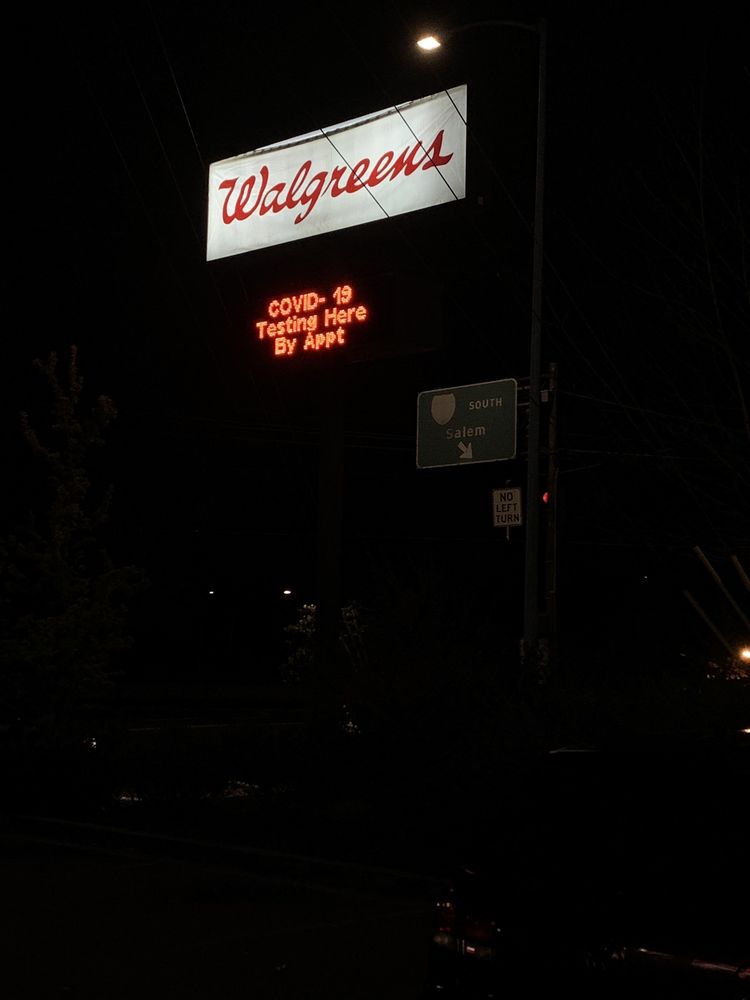 Walgreens
COVID- 19
Testing Here
By Appt
SOUTH
Salem
NO
LEFT
TURN